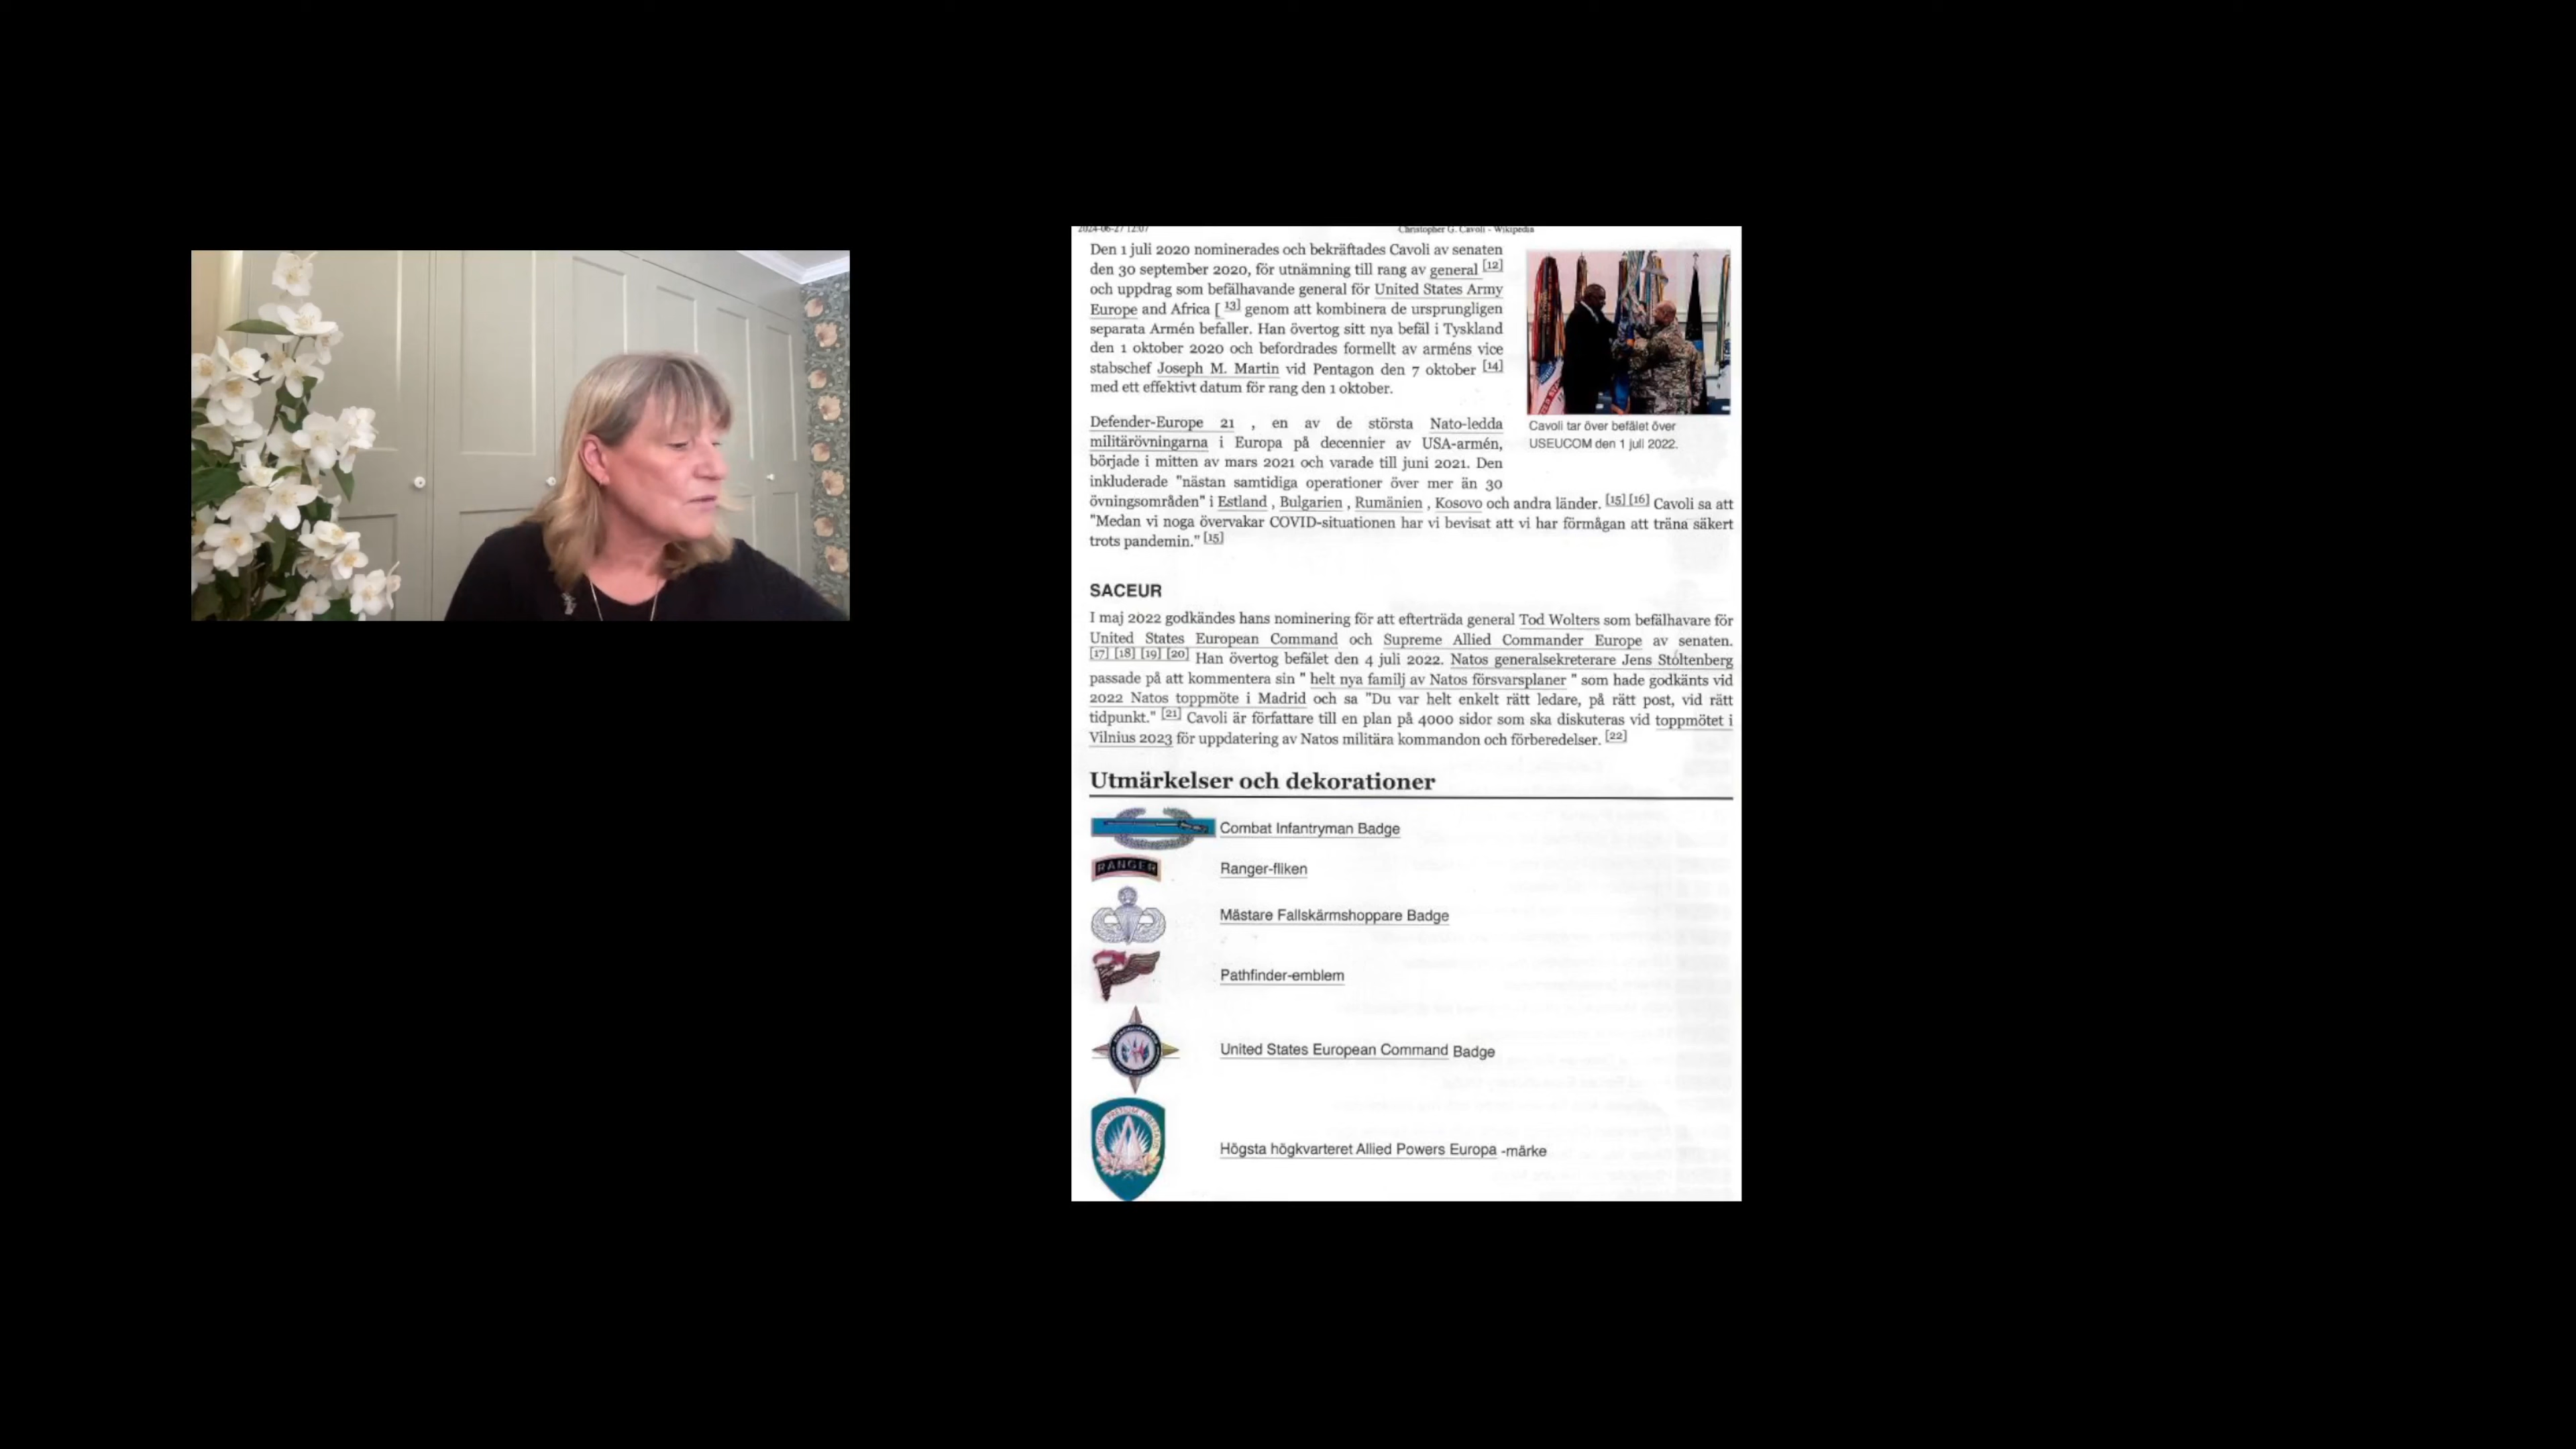 2024-06-27 12:07
Christopher G. Cavoli - Wikipedia
Den 1 juli 2020 nominerades och bekräftades Cavoli av senaten
den 30 september 2020, för utnämning till rang av general [12]
och uppdrag som befälhavande general för United States Army
Europe and Africa [ 13] genom att kombinera de ursprungligen
separata Armén befaller. Han övertog sitt nya befäl i Tyskland
den 1 oktober 2020 och befordrades formellt av arméns vice
stabschef Joseph M. Martin vid Pentagon den 7 oktober [14]
med ett effektivt datum för rang den 1 oktober.
Cavoli tar över befälet över
USEUCOM den 1 juli 2022.
Defender-Europe 21 , en av de största Nato-ledda
militärövningarna i Europa på decennier av USA-armén,
började i mitten av mars 2021 och varade till juni 2021. Den
inkluderade "nästan samtidiga operationer över mer än 30
övningsområden" i Estland , Bulgarien , Rumänien , Kosovo och andra länder. [15] [16] Cavoli sa att
"Medan vi noga övervakar COVID-situationen har vi bevisat att vi har förmågan att träna säkert
trots pandemin." [15]
SACEUR
I maj 2022 godkändes hans nominering för att efterträda general Tod Wolters som befälhavare för
United States European Command och Supreme Allied Commander Europe av senaten.
[17] [18] [19] [20] Han övertog befälet den 4 juli 2022. Natos generalsekreterare Jens Stoltenberg
passade på att kommentera sin " helt nya familj av Natos försvarsplaner " som hade godkänts vid
2022 Natos toppmöte i Madrid och sa "Du var helt enkelt rätt ledare, på rätt post, vid rätt
tidpunkt." [21] Cavoli är författare till en plan på 4000 sidor som ska diskuteras vid toppmötet i
Vilnius 2023 för uppdatering av Natos militära kommandon och förberedelser. [22]
Utmärkelser och dekorationer
Combat Infantryman Badge
RANGER
Ranger-fliken
Mästare Fallskärmshoppare Badge
Pathfinder-emblem
United States European Command Badge
Högsta högkvarteret Allied Powers Europa -märke